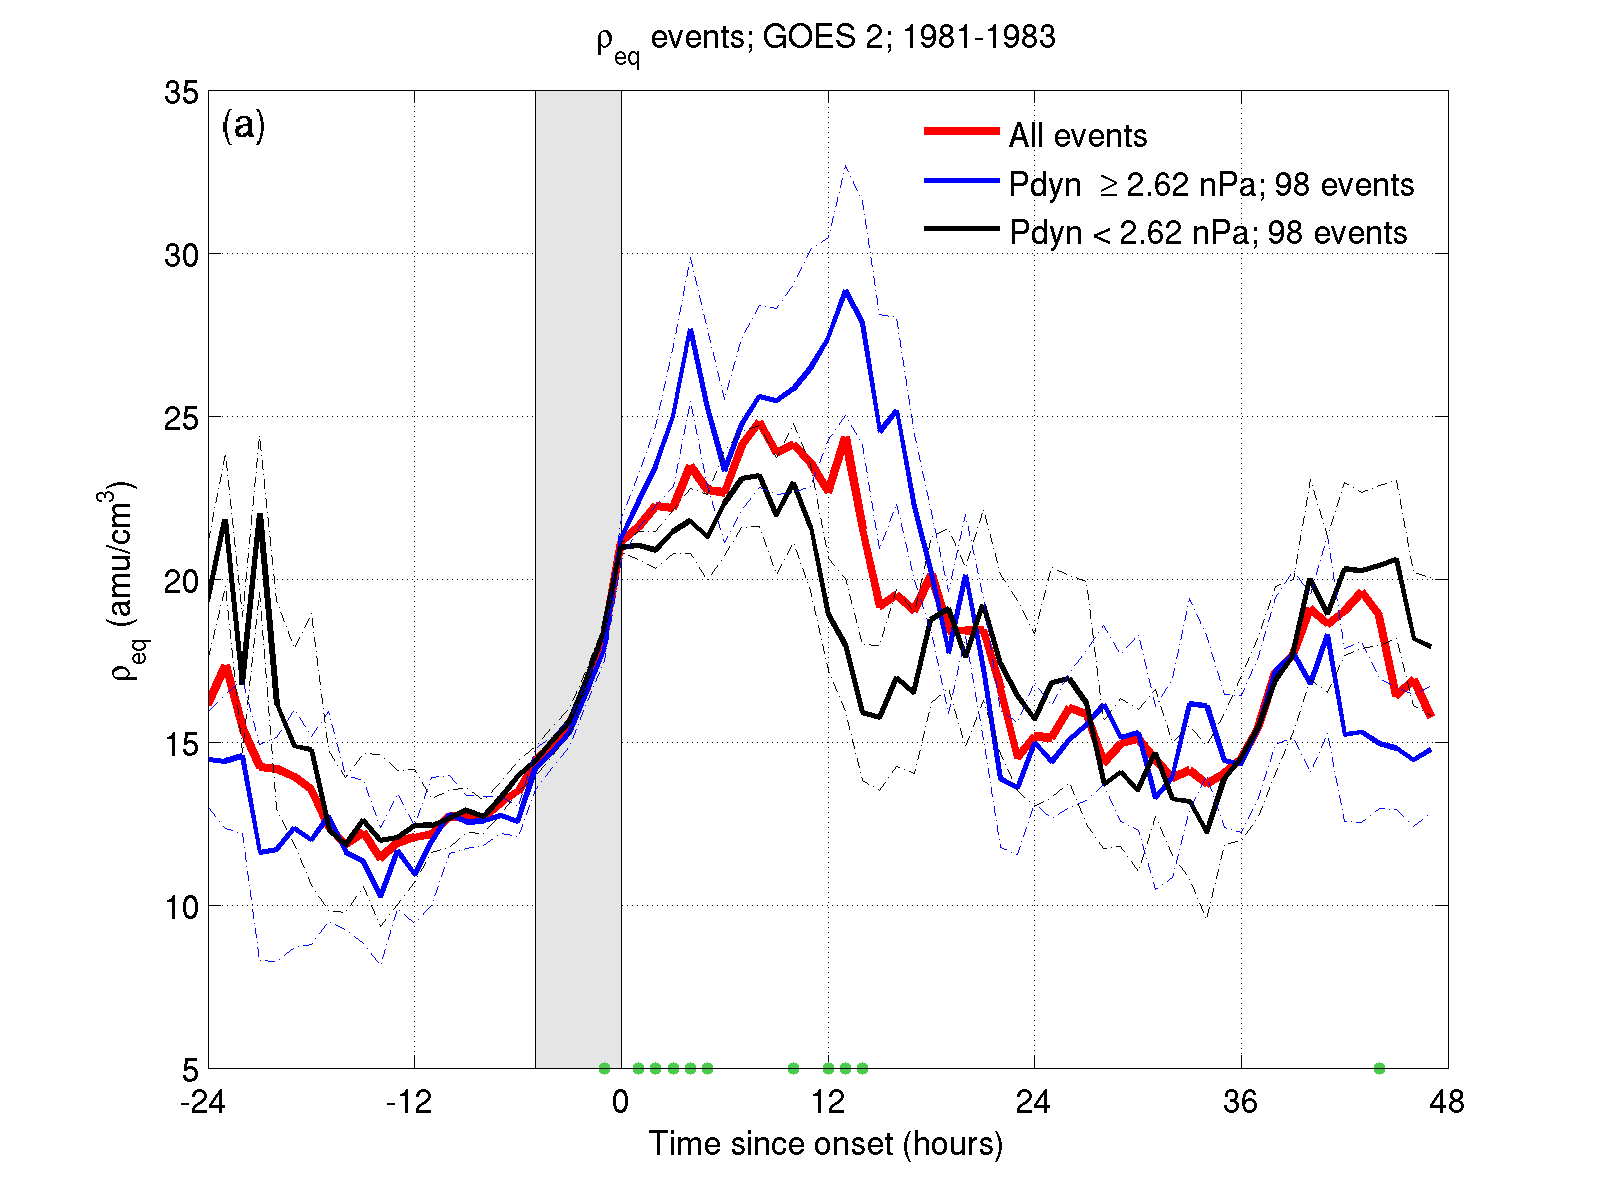 ρeq events; GOES 2; 1981-1983
(a)
All events
Pdyn ≥ 2.62 nPa; 98 events
Pdyn < 2.62 nPa; 98 events
35
30
25
20
15
10
5
ρeq (amu/cm³)
-24 -12 0 12 24 36 48
Time since onset (hours)